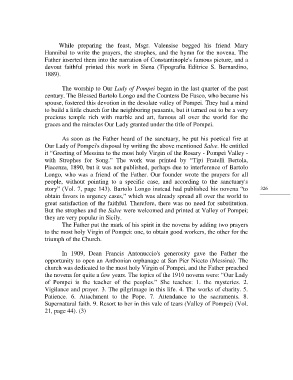 While preparing the feast, Msgr. Valensise begged his friend Mary
Hannibal to write the prayers, the strophes, and the hymn for the novena. The
Father inserted them into the narration of Constantinople's famous picture, and a
devout faithful printed this work in Siena (Tipografia Editrice S. Bernardino,
1889).
The worship to Our Lady of Pompei began in the last quarter of the past
century. The Blessed Bartolo Longo and the Countess De Fusco, who became his
spouse, fostered this devotion in the desolate valley of Pompei. They had a mind
to build a little church for the neighboring peasants, but it turned out to be a very
precious temple rich with marble and art, famous all over the world for the
graces and the miracles Our Lady granted under the title of Pompei.
As soon as the Father heard of the sanctuary, he put his poetical fire at
Our Lady of Pompei's disposal by writing the above mentioned Salve. He entitled
it "Greeting of Messina to the most holy Virgin of the Rosary - Pompei Valley -
with Strophes for Song." The work was printed by "Tipi Fratelli Bertola,
Piacenza, 1890, but it was not published, perhaps due to interference of Bartolo
Longo, who was a friend of the Father. Our founder wrote the prayers for all
people, without pointing to a specific case, and according to the sanctuary's
story" (Vol. 7, page 143). Bartolo Longo instead had published his novena "to
obtain favors in urgency cases," which was already spread all over the world to
great satisfaction of the faithful. Therefore, there was no need for substitution.
But the strophes and the Salve were welcomed and printed at Valley of Pompei;
they are very popular in Sicily.
The Father put the mark of his spirit in the novena by adding two prayers
to the most holy Virgin of Pompei: one, to obtain good workers, the other for the
triumph of the Church.
In 1909, Dean Francis Antonuccio's generosity gave the Father the
opportunity to open an Anthonian orphanage at San Pier Niceto (Messina). The
church was dedicated to the most holy Virgin of Pompei, and the Father preached
the novena for quite a few years. The topics of the 1910 novena were: "Our Lady
of Pompei is the teacher of the peoples." She teaches: 1. the mysteries. 2.
Vigilance and prayer. 3. The pilgrimage in this life. 4. The works of charity. 5.
Patience. 6. Attachment to the Pope. 7. Attendance to the sacraments. 8.
Supernatural faith. 9. Resort to her in this vale of tears (Valley of Pompei) (Vol.
21, page 44). (3)
326